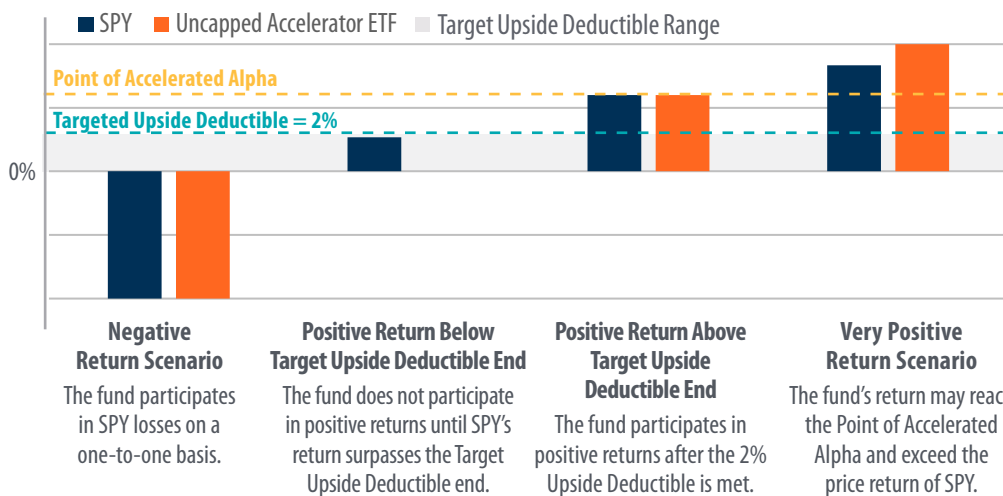 SPY
Uncapped Accelerator ETF
Target Upside Deductible Range
Point of Accelerated Alpha
Targeted Upside Deductible = 2%
0%
Negative
Return Scenario
The fund participates
in SPY losses on a
one-to-one basis.
Positive Return Below
Target Upside Deductible End
The fund does not participate
in positive returns until SPY’s
return surpasses the Target
Upside Deductible end.
Positive Return Above
Target Upside
Deductible End
The fund participates in
positive returns after the 2%
Upside Deductible is met.
Very Positive
Return Scenario
The fund’s return may reac
the Point of Accelerated
Alpha and exceed the
price return of SPY.